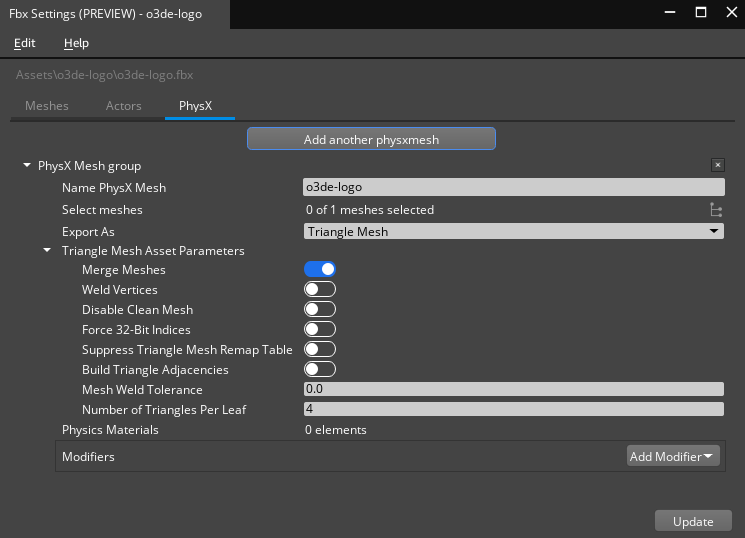 Fbx Settings (PREVIEW) - o3de-logo
Edit Help
Assets\o3de-logo\o3de-logo.fbx
Meshes Actors PhysX
Add another physxmesh
PhysX Mesh group
Name PhysX Mesh o3de-logo
Select meshes 0 of 1 meshes selected
Export As Triangle Mesh
Triangle Mesh Asset Parameters
Merge Meshes
Weld Vertices
Disable Clean Mesh
Force 32-Bit Indices
Suppress Triangle Mesh Remap Table
Build Triangle Adjacencies
Mesh Weld Tolerance 0.0
Number of Triangles Per Leaf 4
Physics Materials 0 elements
Modifiers Add Modifier
Update